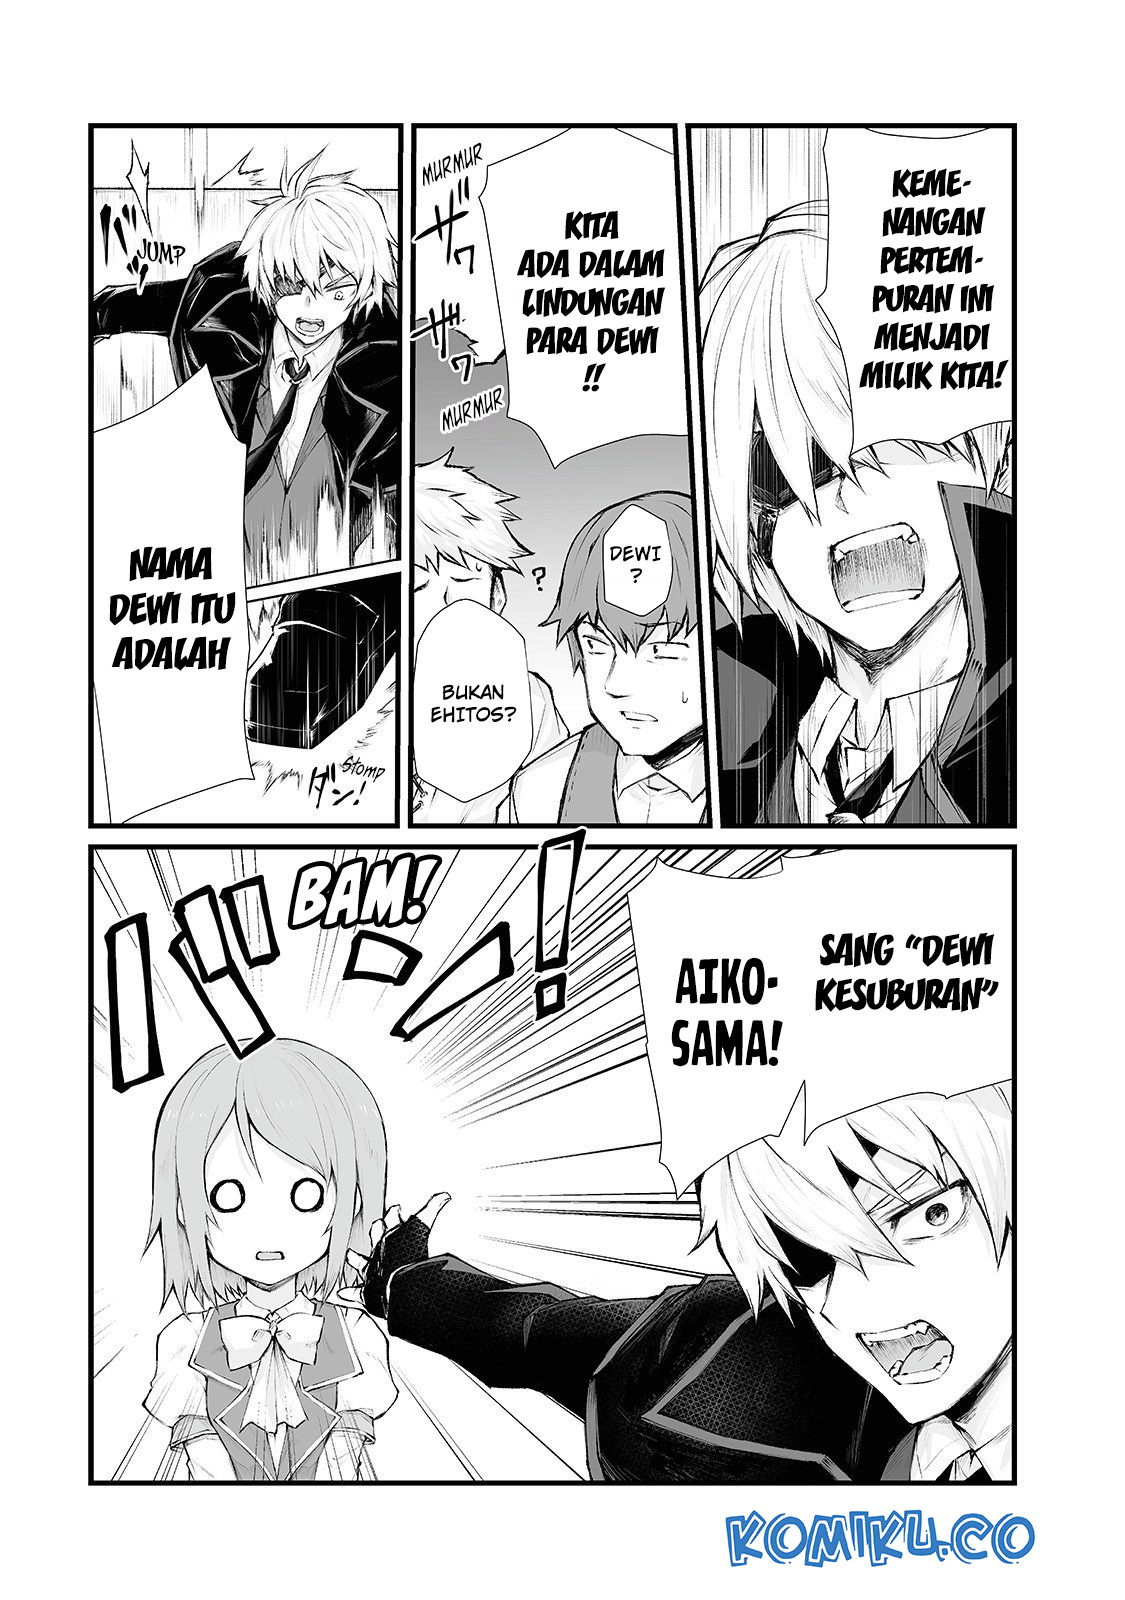 KEME-
NANGAN
PERTEM-
PURAN INI
MENJADI
MILIK KITA!
KITA
ADA DALAM
LINDUNGAN
PARA DEWI
!!
MURMUR
ザワ
ザワ
MURMUR
DEWI
?
?
BUKAN
EHITOS?
バッ
JUMP
NAMA
DEWI ITU
ADALAH
Stomp
ダン!
SANG "DEWI
KESUBURAN"
AIKO-
SAMA!
BAM!
バン!
KOMIKU.CO